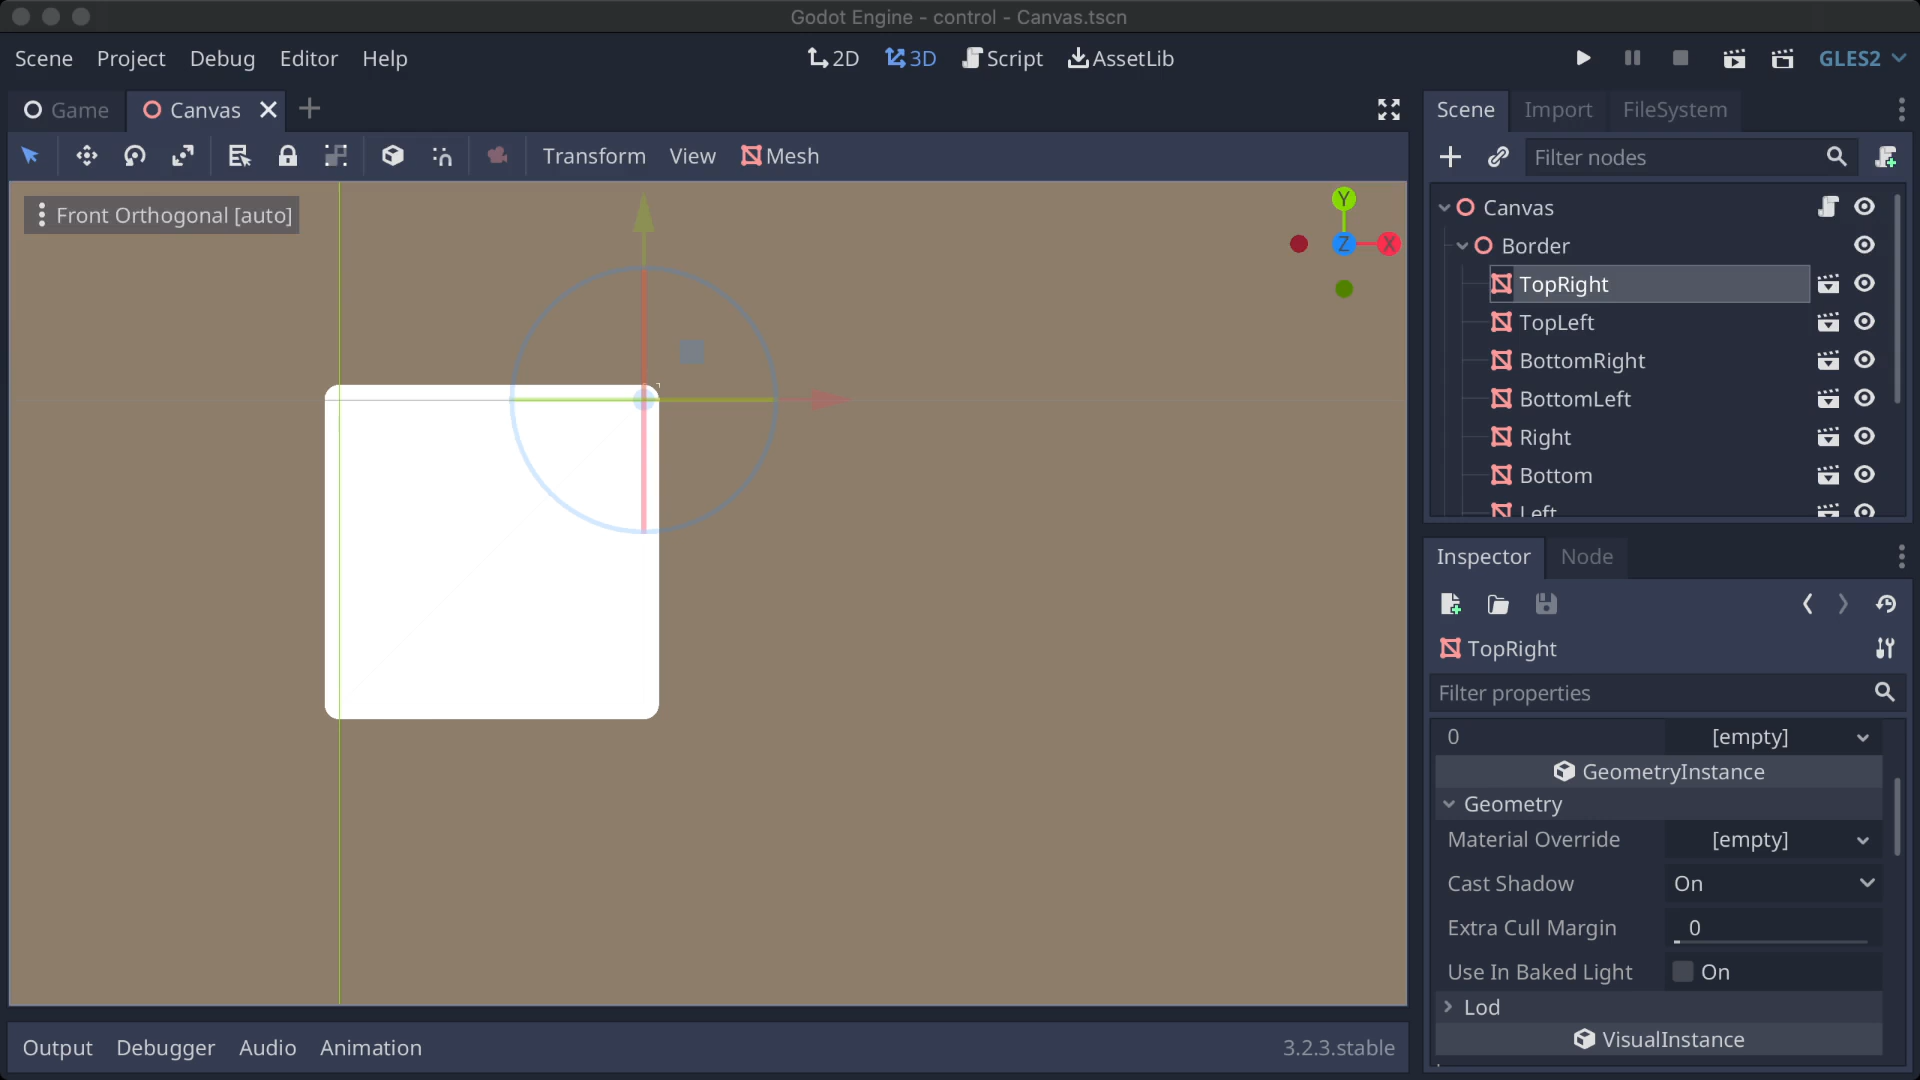 Godot Engine - control - Canvas.tscn
Scene Project Debug Editor Help
2D 3D Script AssetLib
GLES2
Game Canvas
Scene Import FileSystem
Transform View Mesh
Filter nodes
Front Orthogonal [auto]
Y
Z X
Canvas
Border
TopRight
TopLeft
BottomRight
BottomLeft
Right
Bottom
Left
Inspector Node
TopRight
Filter properties
0 [empty]
GeometryInstance
Geometry
Material Override [empty]
Cast Shadow On
Extra Cull Margin 0
Use In Baked Light On
Lod
VisualInstance
Output Debugger Audio Animation
3.2.3.stable